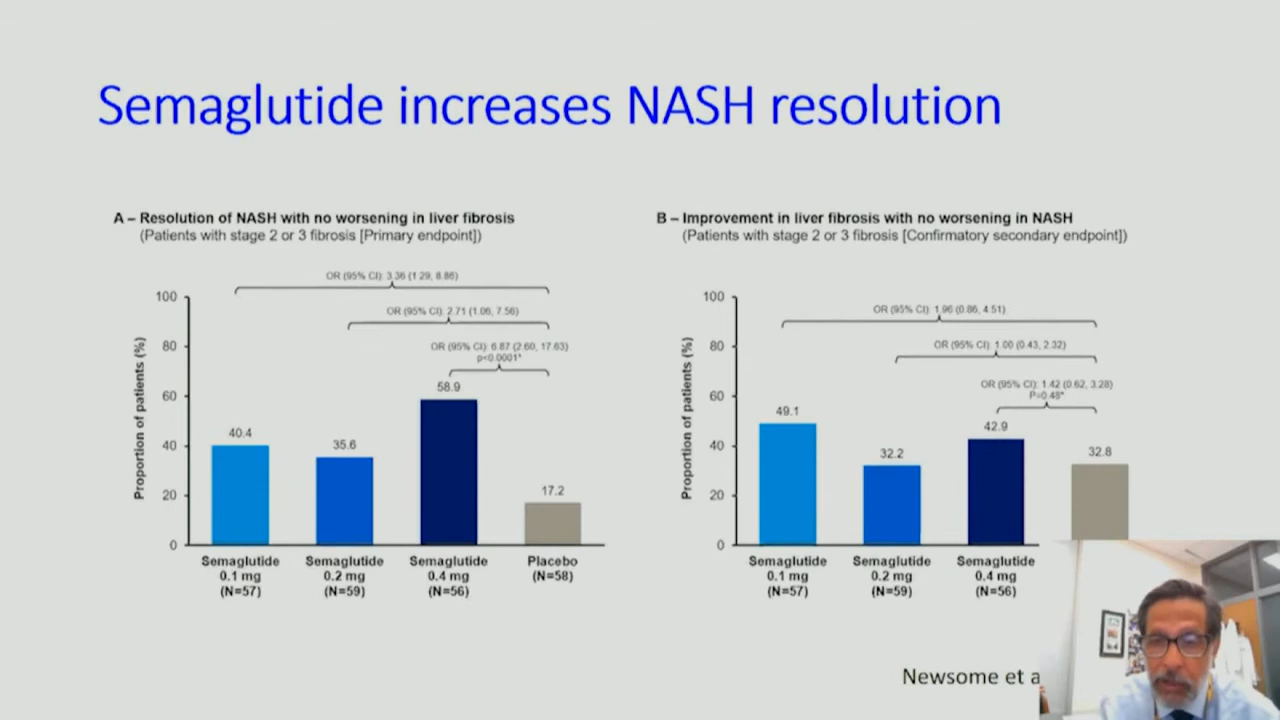 Semaglutide increases NASH resolution
A – Resolution of NASH with no worsening in liver fibrosis
(Patients with stage 2 or 3 fibrosis [Primary endpoint])
OR (95% CI): 3.36 (1.29, 8.86)
OR (95% CI): 2.71 (1.06, 7.56)
OR (95% CI): 6.87 (2.60, 17.63)
p<0.0001*
Proportion of patients (%)
100
80
60
40
20
0
40.4
35.6
58.9
17.2
Semaglutide
0.1 mg
(N=57)
Semaglutide
0.2 mg
(N=59)
Semaglutide
0.4 mg
(N=56)
Placebo
(N=58)
B – Improvement in liver fibrosis with no worsening in NASH
(Patients with stage 2 or 3 fibrosis [Confirmatory secondary endpoint])
OR (95% CI): 1.96 (0.86, 4.51)
OR (95% CI): 1.00 (0.43, 2.32)
OR (95% CI): 1.42 (0.62, 3.28)
P=0.48*
Proportion of patients (%)
100
80
60
40
20
0
49.1
32.2
42.9
32.8
Semaglutide
0.1 mg
(N=57)
Semaglutide
0.2 mg
(N=59)
Semaglutide
0.4 mg
(N=56)
Newsome et a